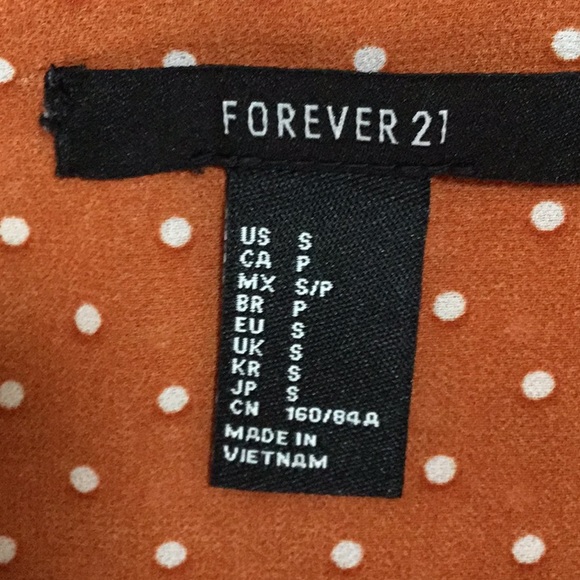 FOREVER 21
US S
CA P
MX S/P
BR P
EU S
UK S
KR S
JP S
CN 160/84A
MADE IN
VIETNAM